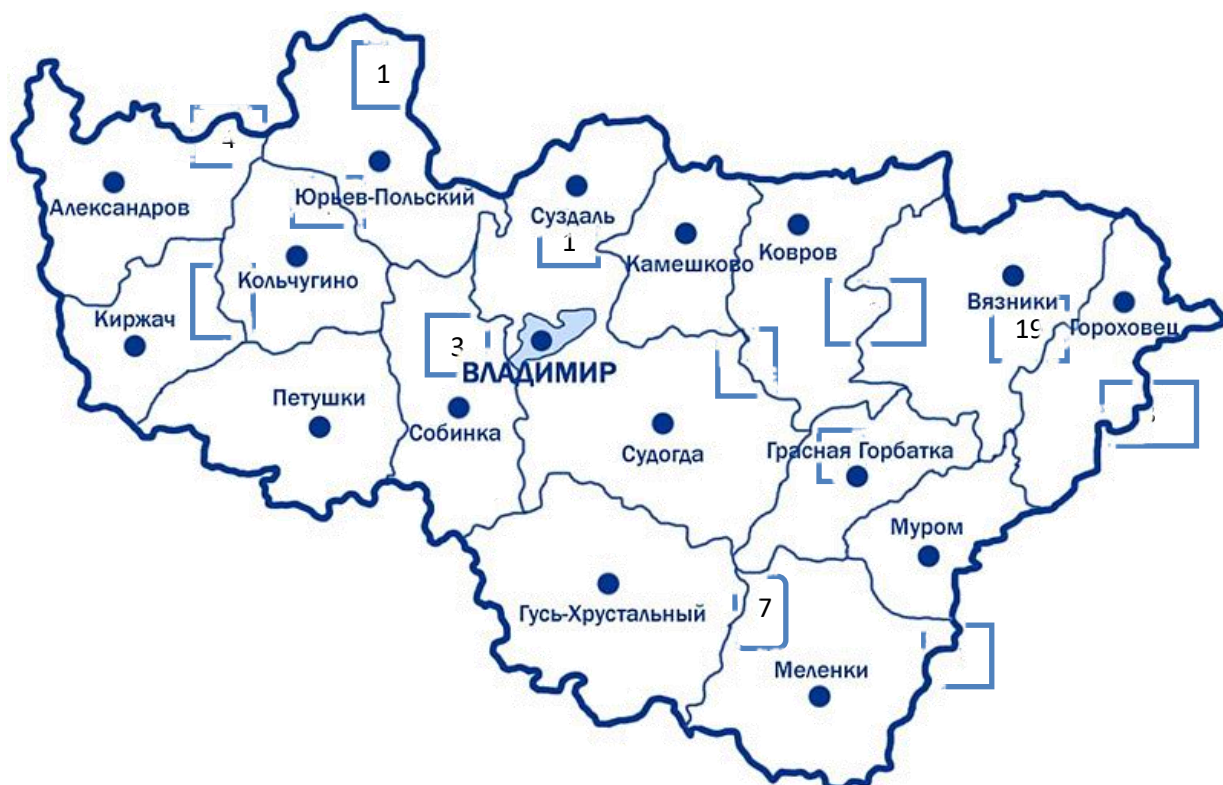 1
4
Александров
Юрьев-Польский
Суздаль
1
Камешково
Ковров
Кольчугино
Вязники
Гороховец
Киржач
19
3
ВЛАДИМИР
Петушки
Собинка
Судогда
Грасная Горбатка
Муром
Гусь-Хрустальный
7
Меленки